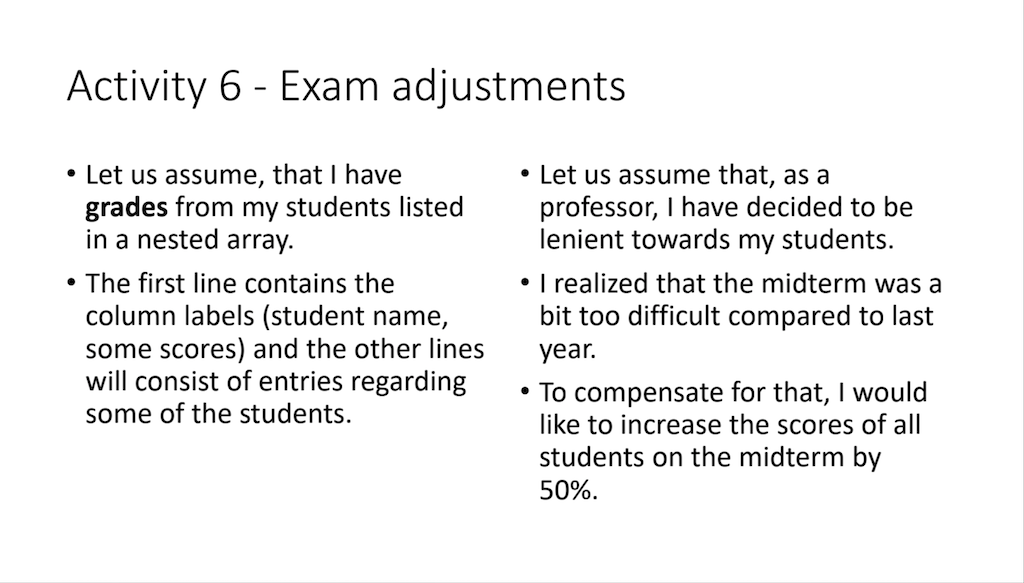 Activity 6 - Exam adjustments
• Let us assume, that I have
grades from my students listed
in a nested array.
• The first line contains the
column labels (student name,
some scores) and the other lines
will consist of entries regarding
some of the students.
• Let us assume that, as a
professor, I have decided to be
lenient towards my students.
• I realized that the midterm was a
bit too difficult compared to last
year.
• To compensate for that, I would
like to increase the scores of all
students on the midterm by
50%.